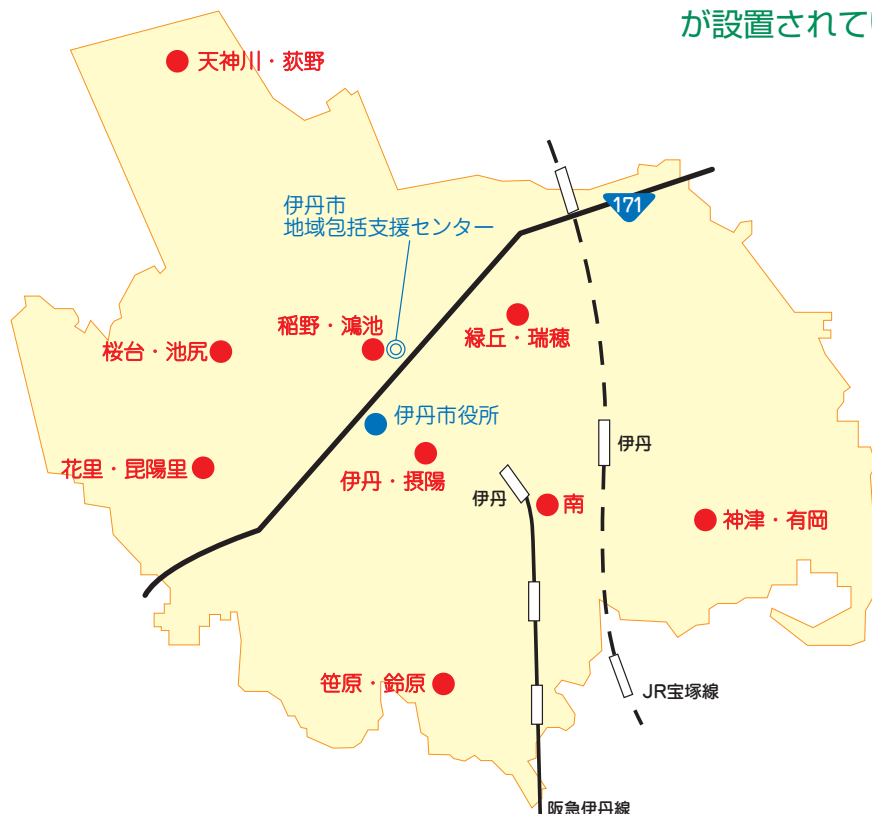 が設置されてい
天神川・荻野
171
伊丹市
地域包括支援センター
稲野・鴻池
緑丘・瑞穂
桜台・池尻
伊丹市役所
伊丹
花里・昆陽里
伊丹・摂陽
伊丹
南
神津・有岡
笹原・鈴原
JR宝塚線
阪急伊丹線